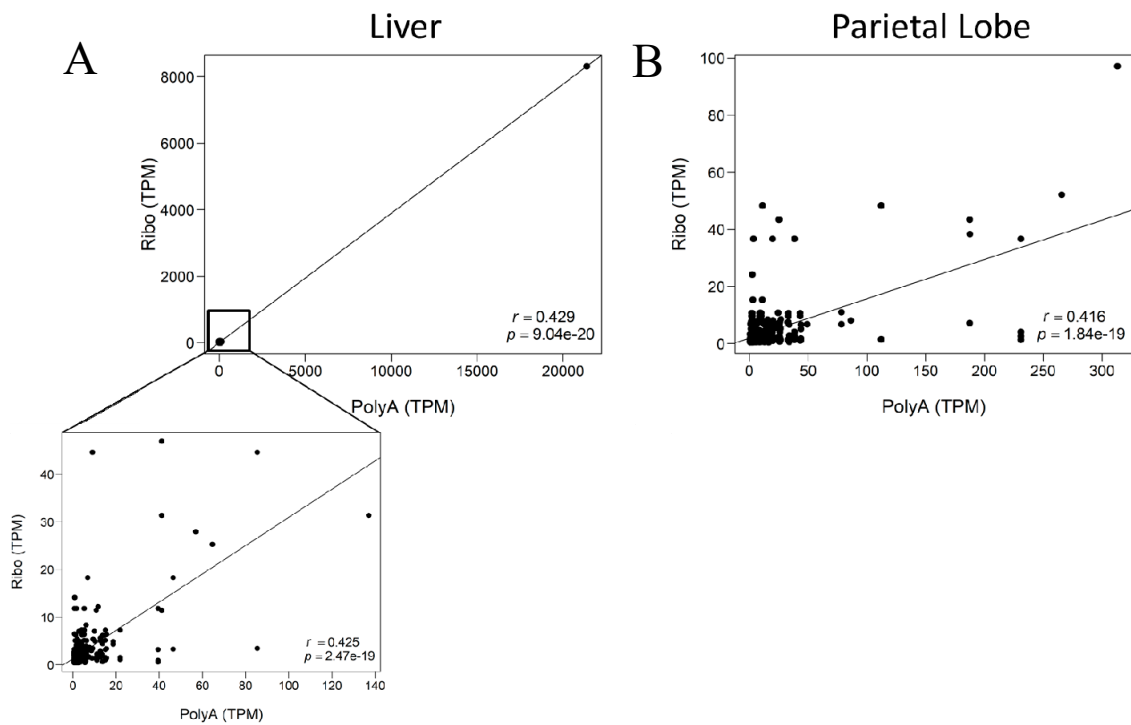 Liver
Parietal Lobe
A
B
8000
6000
4000
2000
0
Ribo (TPM)
0
5000
10000
15000
20000
PolyA (TPM)
r = 0.429
p = 9.04e-20
100
80
60
40
20
0
Ribo (TPM)
0
50
100
150
200
250
300
PolyA (TPM)
r = 0.416
p = 1.84e-19
40
30
20
10
0
Ribo (TPM)
0
20
40
60
80
100
120
140
PolyA (TPM)
r = 0.425
p = 2.47e-19